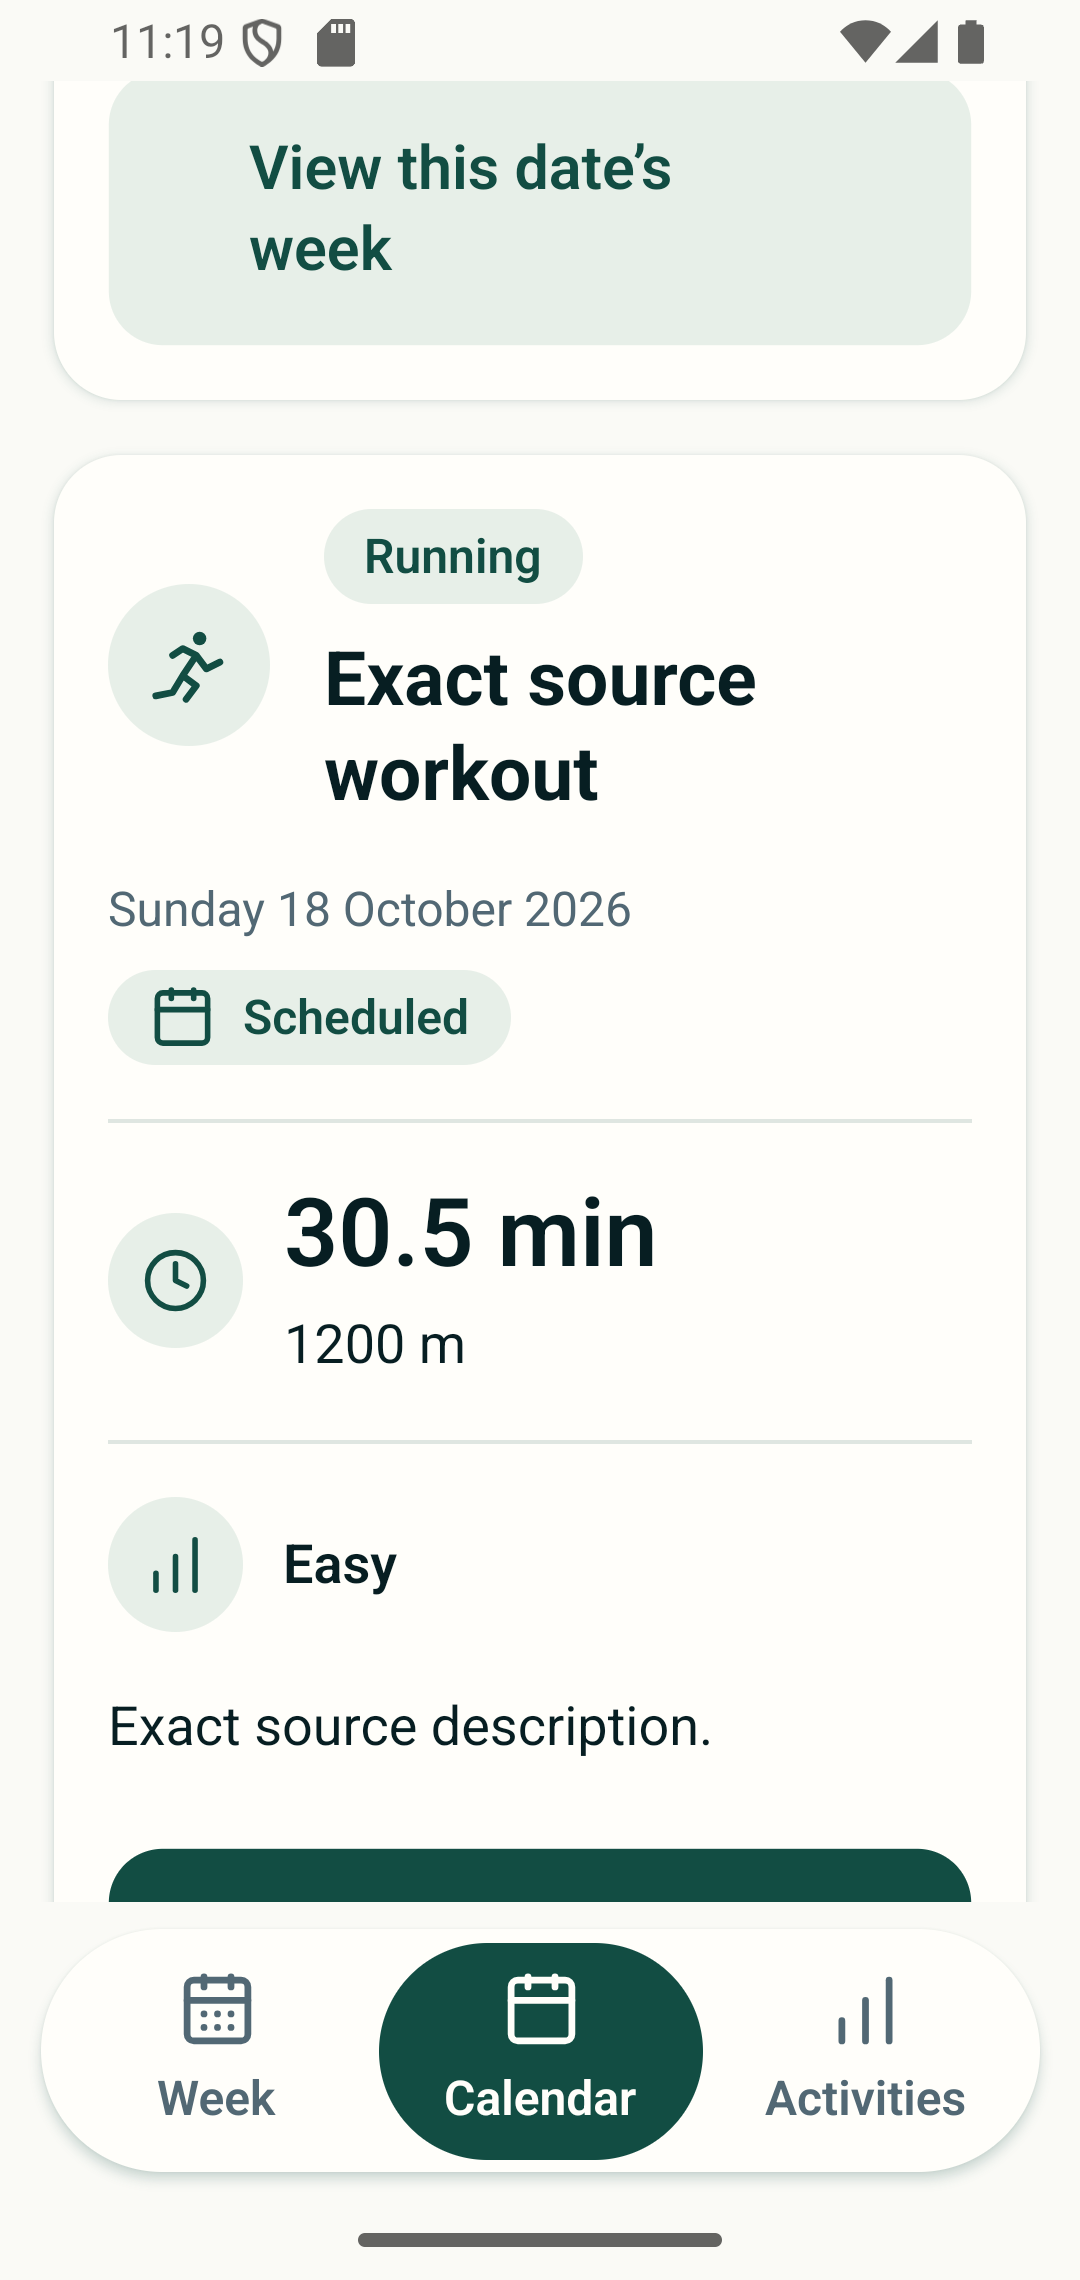 11:19
View this date’s
week
Running
Exact source
workout
Sunday 18 October 2026
Scheduled
30.5 min
1200 m
Easy
Exact source description.
Week
Calendar
Activities